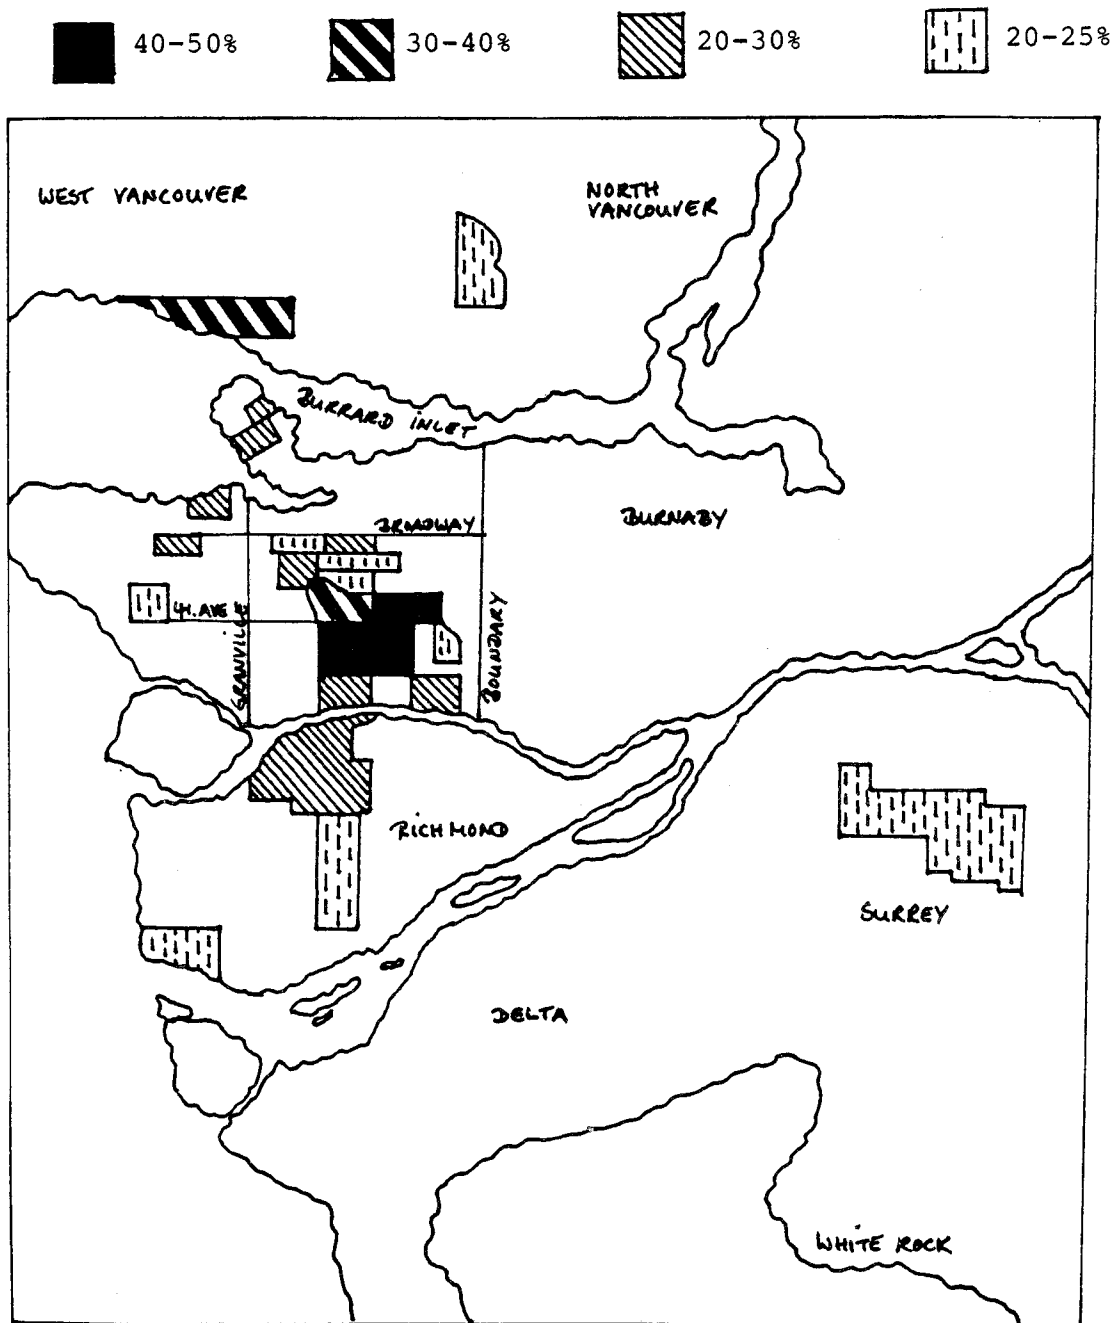 40-50%
30-40%
20-30%
20-25%
WEST VANCOUVER
NORTH
VANCOUVER
BURRARD INLET
BROADWAY
BURNABY
41. AVE W
GRANVILLE
BOUNDARY
RICHMOND
SURREY
DELTA
WHITE ROCK